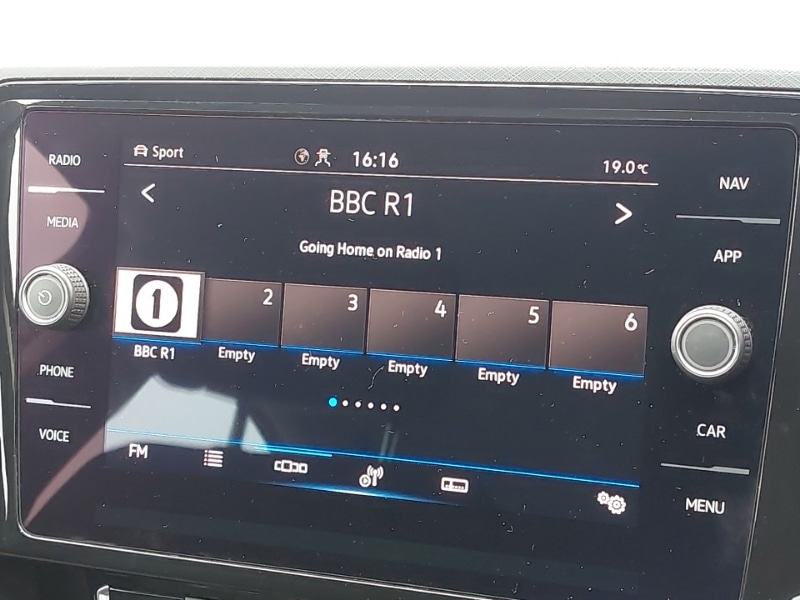 RADIO
MEDIA
PHONE
VOICE
Sport 16:16 19.0°C
BBC R1
Going Home on Radio 1
1 2 3 4 5 6
BBC R1 Empty Empty Empty Empty Empty
FM
NAV
APP
CAR
MENU